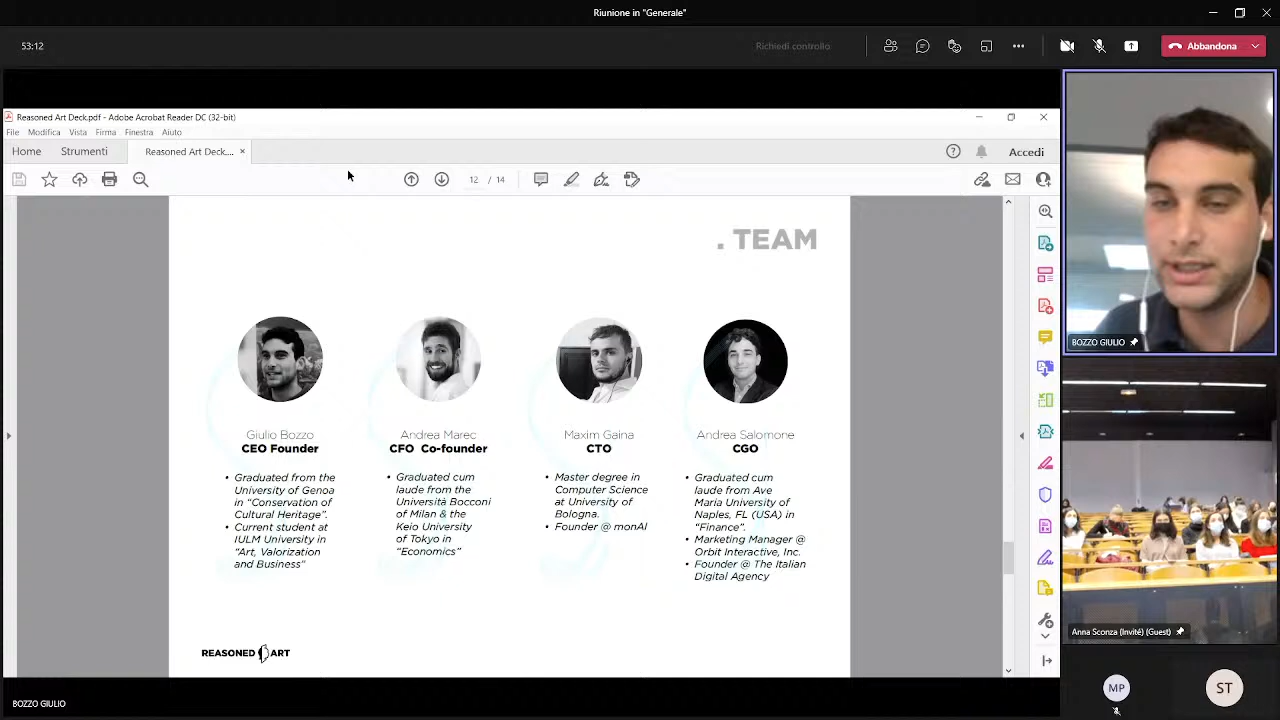 Riunione in "Generale"
53:12
Richiedi controllo
Abbandona
Reasoned Art Deck.pdf - Adobe Acrobat Reader DC (32-bit)
File Modifica Vista Firma Finestra Aiuto
Home Strumenti Reasoned Art Deck....
Accedi
12 / 14
. TEAM
Giulio Bozzo
CEO Founder
• Graduated from the
University of Genoa
in “Conservation of
Cultural Heritage”.
• Current student at
IULM University in
“Art, Valorization
and Business”
Andrea Marec
CFO Co-founder
• Graduated cum
laude from the
Università Bocconi
of Milan & the
Keio University
of Tokyo in
“Economics”
Maxim Gaina
CTO
• Master degree in
Computer Science
at University of
Bologna.
• Founder @ monAI
Andrea Salomone
CGO
• Graduated cum
laude from Ave
Maria University of
Naples, FL (USA) in
“Finance”.
• Marketing Manager @
Orbit Interactive, Inc.
• Founder @ The Italian
Digital Agency
REASONED ART
BOZZO GIULIO
BOZZO GIULIO
Anna Sconza (Invité) (Guest)
MP
ST